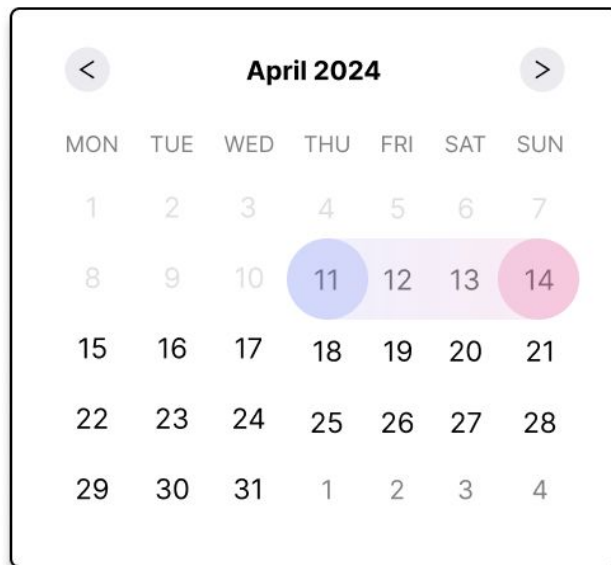 < April 2024 >
MON TUE WED THU FRI SAT SUN
1 2 3 4 5 6 7
8 9 10 11 12 13 14
15 16 17 18 19 20 21
22 23 24 25 26 27 28
29 30 31 1 2 3 4